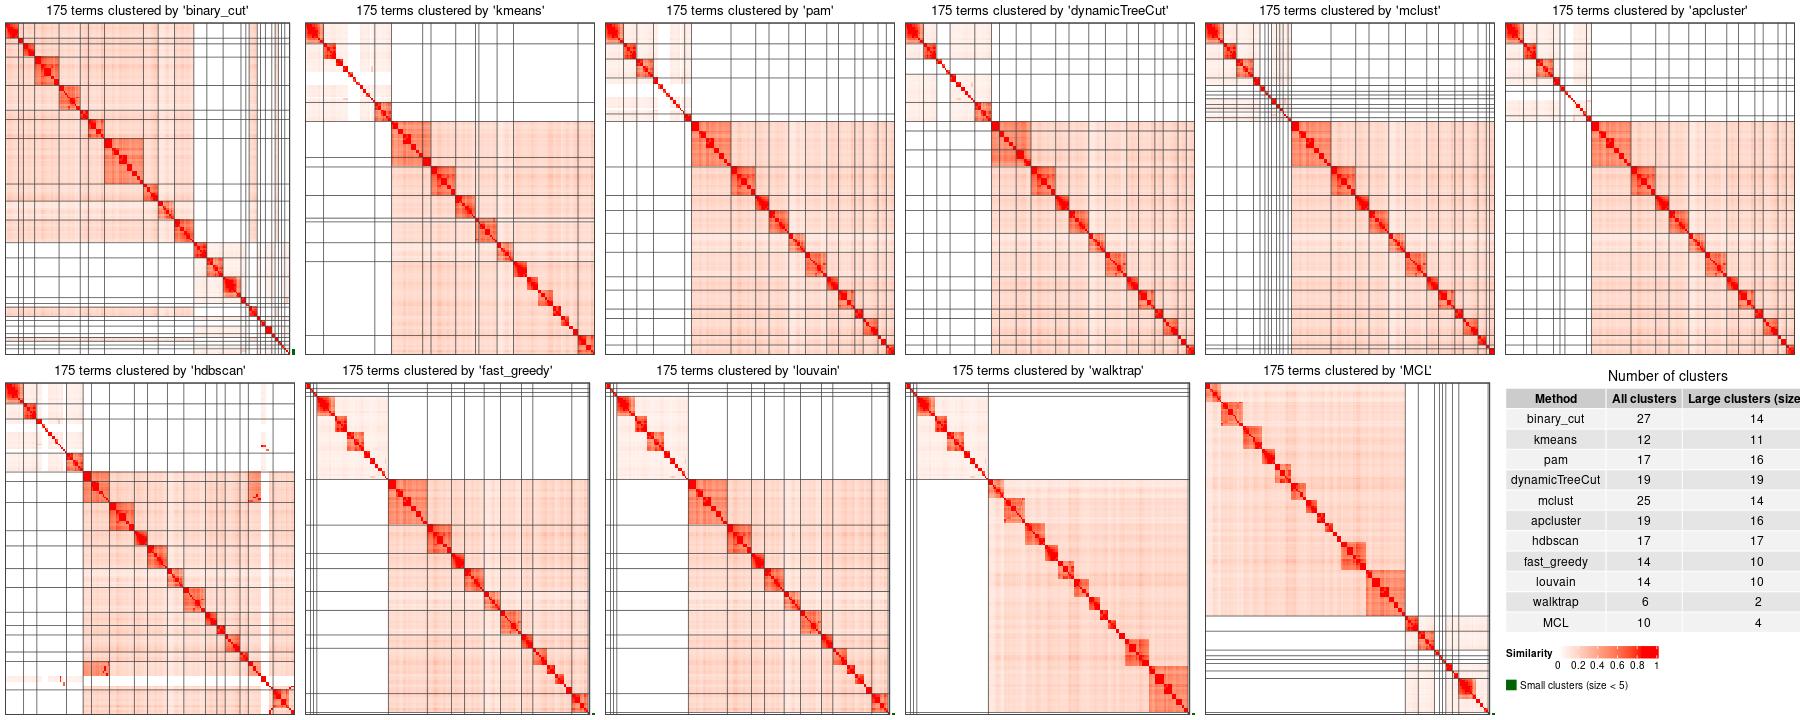 175 terms clustered by 'binary_cut'
175 terms clustered by 'kmeans'
175 terms clustered by 'pam'
175 terms clustered by 'dynamicTreeCut'
175 terms clustered by 'mclust'
175 terms clustered by 'apcluster'
175 terms clustered by 'hdbscan'
175 terms clustered by 'fast_greedy'
175 terms clustered by 'louvain'
175 terms clustered by 'walktrap'
175 terms clustered by 'MCL'
Number of clusters
Method All clusters Large clusters (size
binary_cut 27 14
kmeans 12 11
pam 17 16
dynamicTreeCut 19 19
mclust 25 14
apcluster 19 16
hdbscan 17 17
fast_greedy 14 10
louvain 14 10
walktrap 6 2
MCL 10 4
Similarity
0 0.2 0.4 0.6 0.8 1
Small clusters (size < 5)